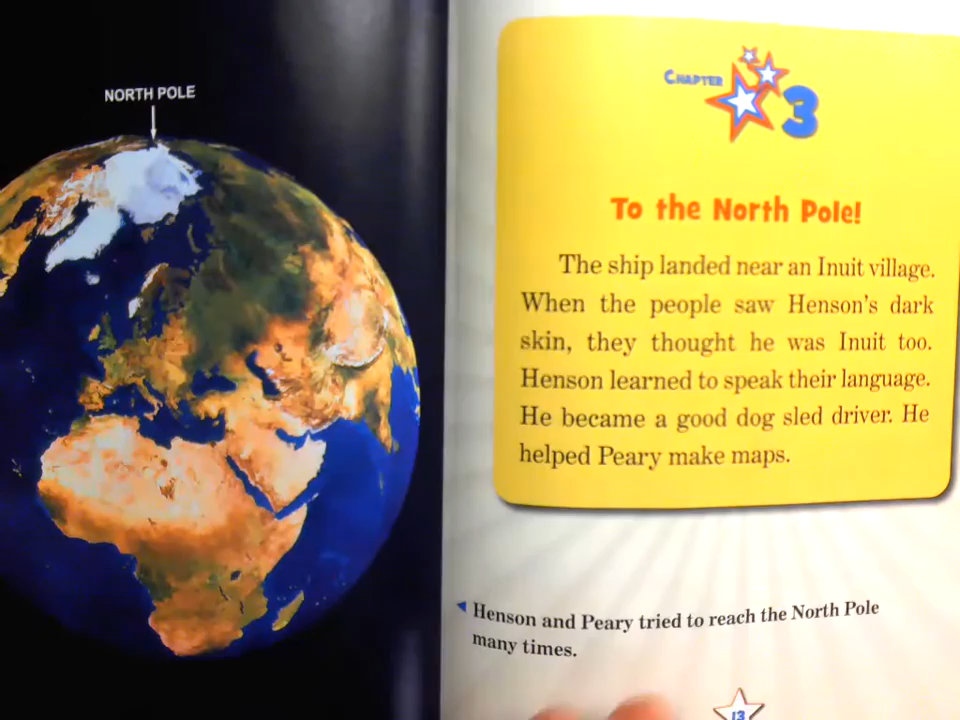 NORTH POLE
CHAPTER 3
To the North Pole!
The ship landed near an Inuit village.
When the people saw Henson's dark
skin, they thought he was Inuit too.
Henson learned to speak their language.
He became a good dog sled driver. He
helped Peary make maps.
Henson and Peary tried to reach the North Pole
many times.
13